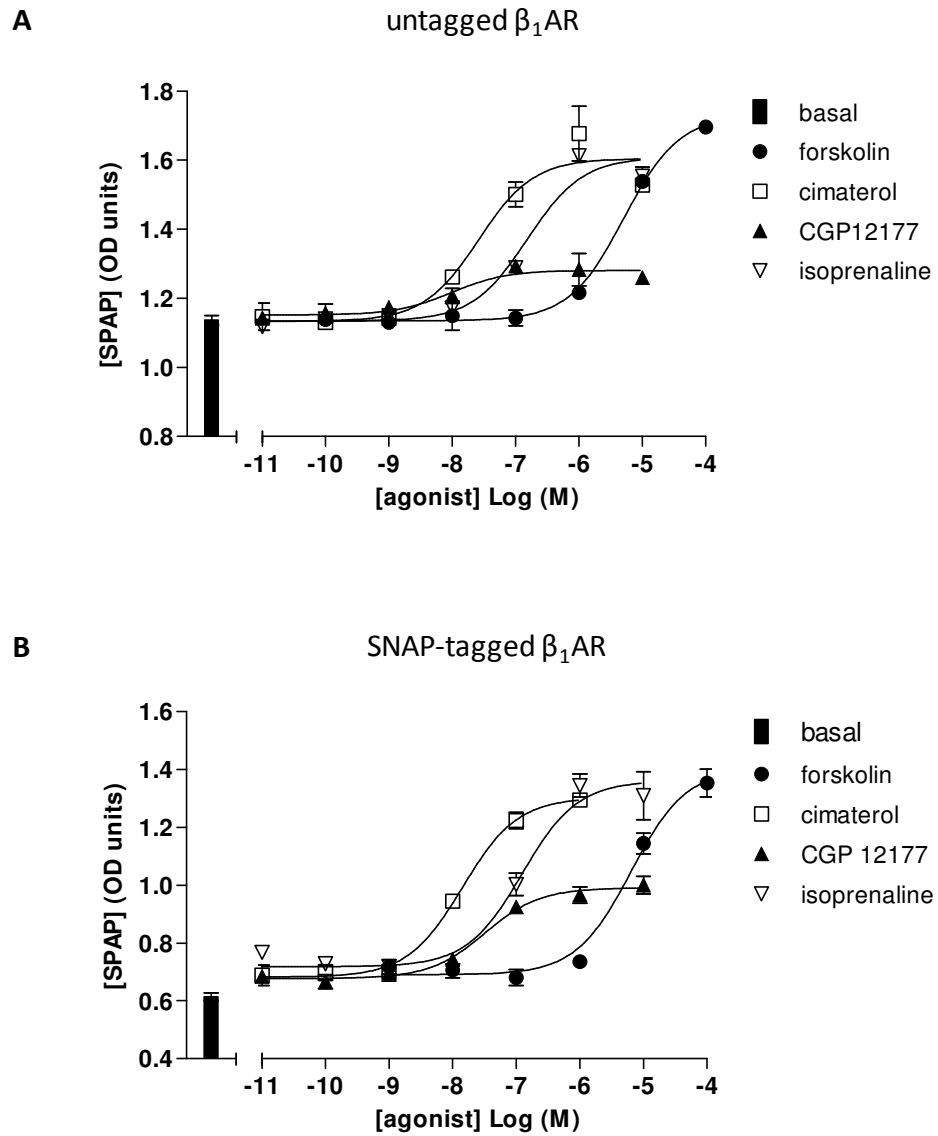 A
untagged β₁AR
[SPAP] (OD units)
1.8
1.6
1.4
1.2
1.0
0.8
-11 -10 -9 -8 -7 -6 -5 -4
[agonist] Log (M)
basal
forskolin
cimaterol
CGP12177
isoprenaline
B
SNAP-tagged β₁AR
[SPAP] (OD units)
1.6
1.4
1.2
1.0
0.8
0.6
0.4
-11 -10 -9 -8 -7 -6 -5 -4
[agonist] Log (M)
basal
forskolin
cimaterol
CGP 12177
isoprenaline